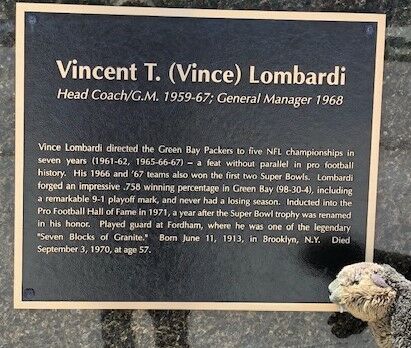 Vincent T. (Vince) Lombardi
Head Coach/G.M. 1959-67; General Manager 1968
Vince Lombardi directed the Green Bay Packers to five NFL championships in
seven years (1961-62, 1965-66-67) – a feat without parallel in pro football
history. His 1966 and '67 teams also won the first two Super Bowls. Lombardi
forged an impressive .758 winning percentage in Green Bay (98-30-4), including
a remarkable 9-1 playoff mark, and never had a losing season. Inducted into the
Pro Football Hall of Fame in 1971, a year after the Super Bowl trophy was renamed
in his honor. Played guard at Fordham, where he was one of the legendary
"Seven Blocks of Granite." Born June 11, 1913, in Brooklyn, N.Y. Died
September 3, 1970, at age 57.